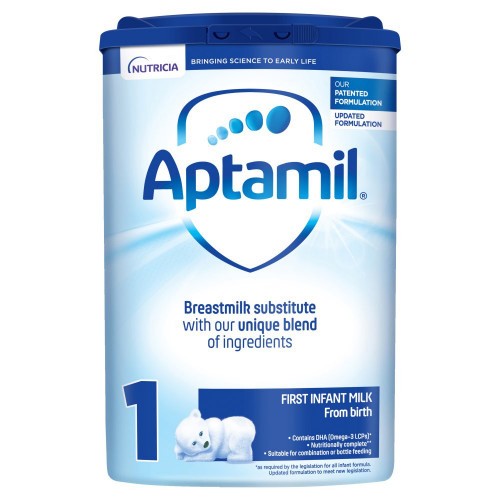 NUTRICIA
BRINGING SCIENCE TO EARLY LIFE
OUR
PATENTED
FORMULATION
UPDATED
FORMULATION
Aptamil®
Breastmilk substitute
with our unique blend
of ingredients
1
FIRST INFANT MILK
From birth
• Contains DHA (Omega-3 LCPs)*
• Nutritionally complete**
• Suitable for combination or bottle feeding
*as required by the legislation for all infant formula.
Updated formulation to meet new legislation.